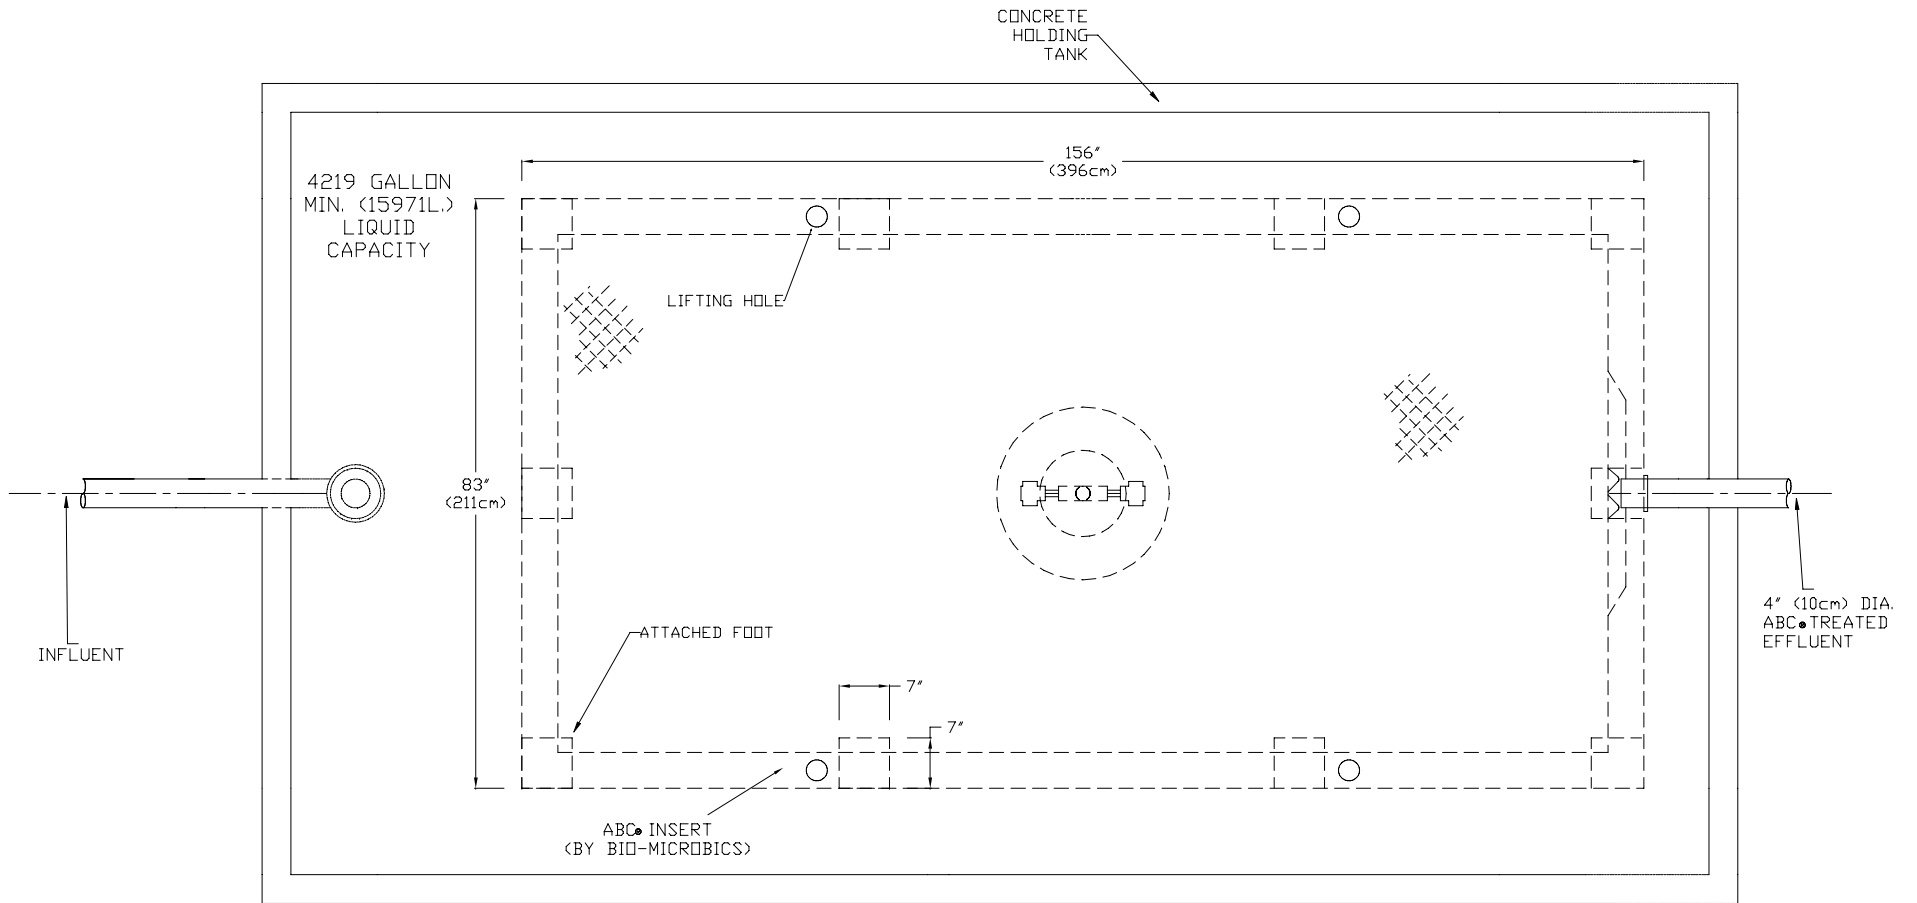 CONCRETE
HOLDING
TANK
156"
(396cm)
4219 GALLON
MIN. (15971L.)
LIQUID
CAPACITY
LIFTING HOLE
83"
(211cm)
INFLUENT
4" (10cm) DIA.
ABC® TREATED
EFFLUENT
ATTACHED FOOT
7"
7"
ABC® INSERT
(BY BIO-MICROBICS)